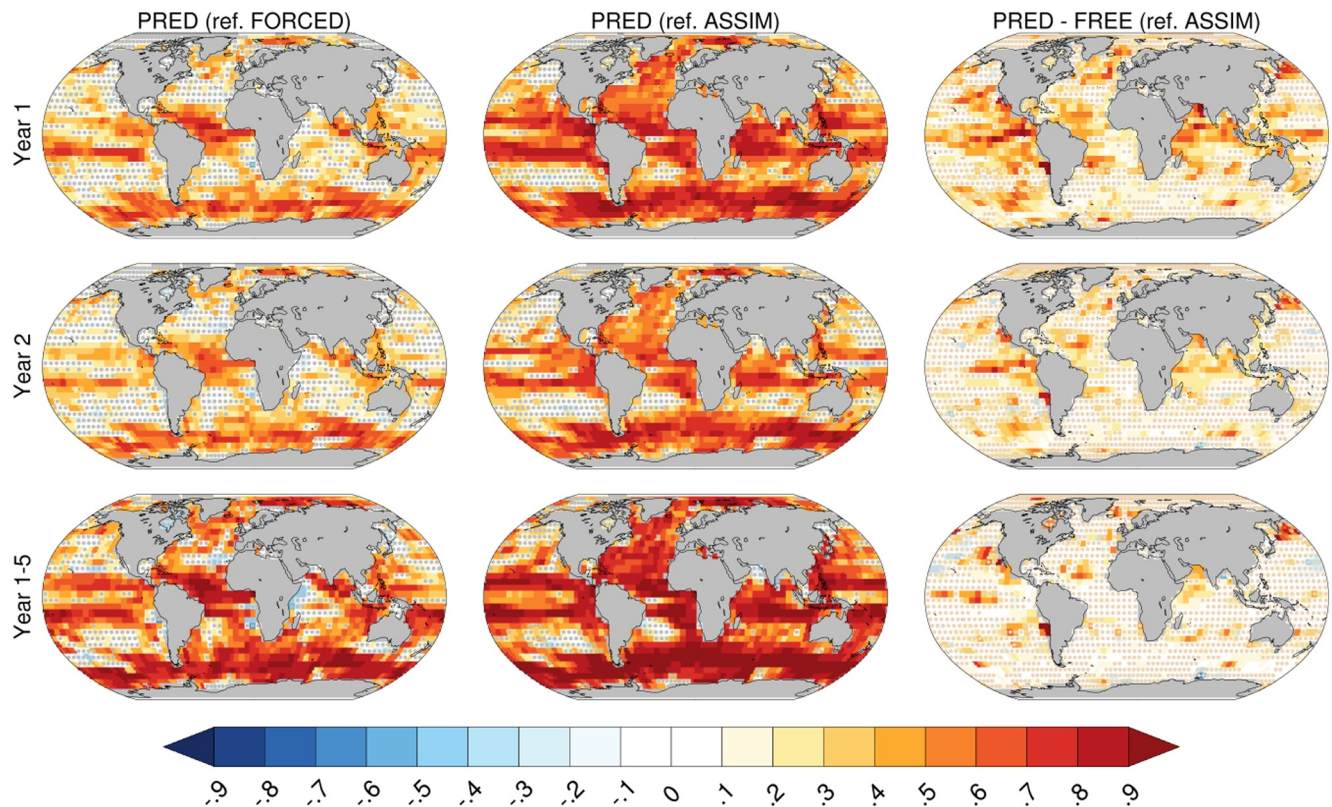 PRED (ref. FORCED) PRED (ref. ASSIM) PRED - FREE (ref. ASSIM)
Year 1
Year 2
Year 1-5
-.9 -.8 -.7 -.6 -.5 -.4 -.3 -.2 -.1 0 .1 .2 .3 .4 .5 .6 .7 .8 .9